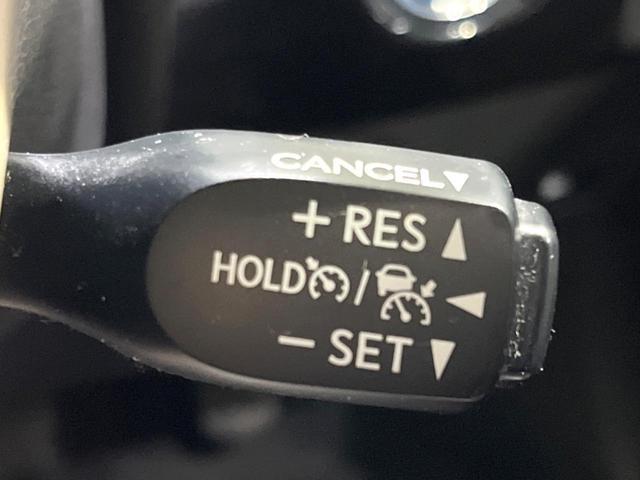 CANCEL▼
+ RES ▲
HOLD / ◀
− SET ▼